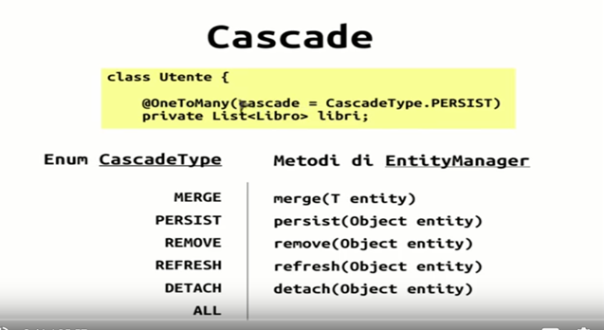 Cascade
class Utente {
@OneToMany(cascade = CascadeType.PERSIST)
private List<Libro> libri;
Enum CascadeType
Metodi di EntityManager
MERGE merge(T entity)
PERSIST persist(Object entity)
REMOVE remove(Object entity)
REFRESH refresh(Object entity)
DETACH detach(Object entity)
ALL